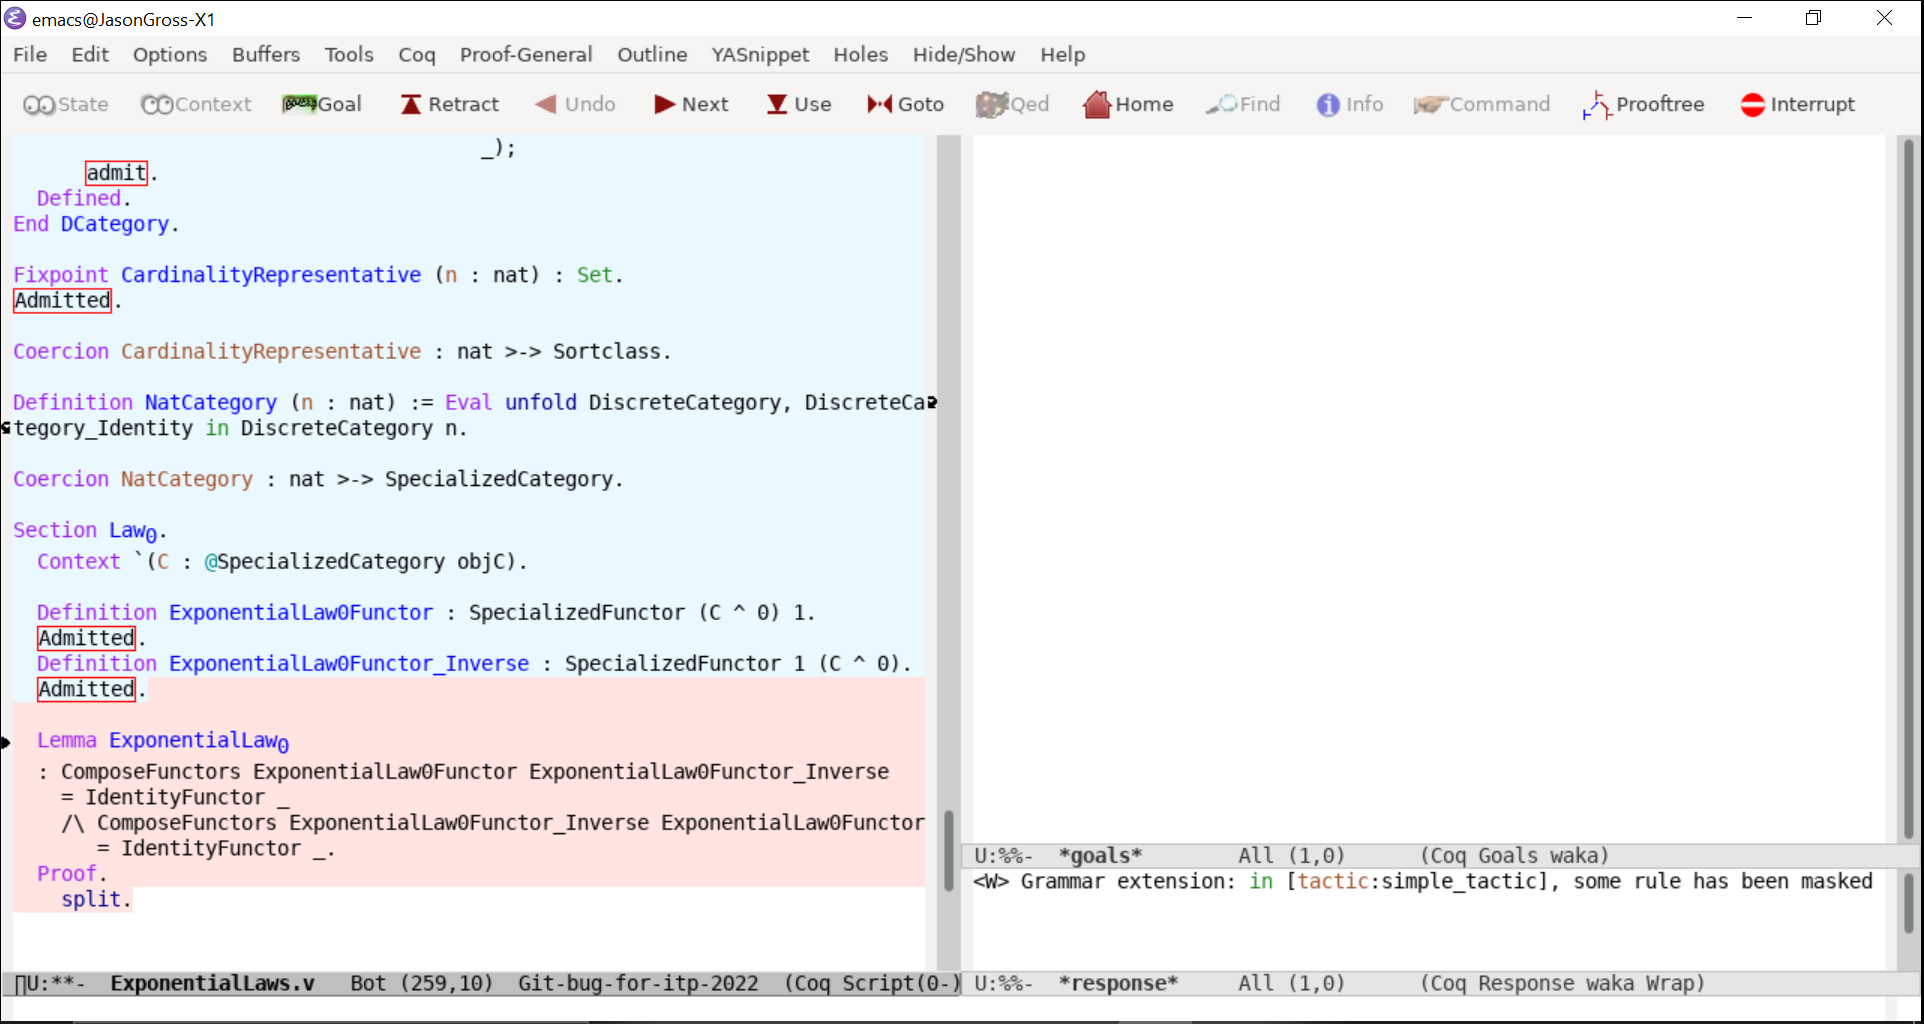 emacs@JasonGross-X1
File Edit Options Buffers Tools Coq Proof-General Outline YASnippet Holes Hide/Show Help
State Context Goal Retract Undo Next Use Goto Qed Home Find Info Command Prooftree Interrupt
_);
admit.
Defined.
End DCategory.
Fixpoint CardinalityRepresentative (n : nat) : Set.
Admitted.
Coercion CardinalityRepresentative : nat >-> Sortclass.
Definition NatCategory (n : nat) := Eval unfold DiscreteCategory, DiscreteCa
tegory_Identity in DiscreteCategory n.
Coercion NatCategory : nat >-> SpecializedCategory.
Section Law₀.
Context `(C : @SpecializedCategory objC).
Definition ExponentialLaw0Functor : SpecializedFunctor (C ^ 0) 1.
Admitted.
Definition ExponentialLaw0Functor_Inverse : SpecializedFunctor 1 (C ^ 0).
Admitted.
Lemma ExponentialLaw₀
: ComposeFunctors ExponentialLaw0Functor ExponentialLaw0Functor_Inverse
= IdentityFunctor _
/\ ComposeFunctors ExponentialLaw0Functor_Inverse ExponentialLaw0Functor
= IdentityFunctor _.
Proof.
split.
U:**-  ExponentialLaws.v   Bot (259,10)  Git-bug-for-itp-2022  (Coq Script(0-)
U:%%-  *goals*        All (1,0)      (Coq Goals waka)
<W> Grammar extension: in [tactic:simple_tactic], some rule has been masked
U:%%-  *response*     All (1,0)      (Coq Response waka Wrap)